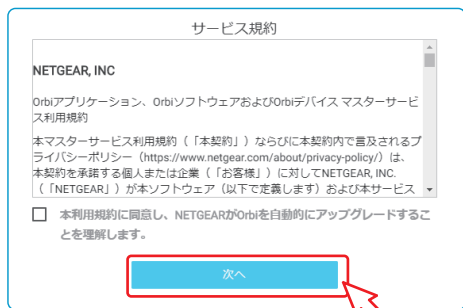 サービス規約
NETGEAR, INC
Orbiアプリケーション、OrbiソフトウェアおよびOrbiデバイス マスターサービ
ス利用規約
本マスターサービス利用規約（「本契約」）ならびに本契約内で言及されるプ
ライバシーポリシー（https://www.netgear.com/about/privacy-policy/）は、
本契約を承諾する個人または企業（「お客様」）に対してNETGEAR, INC.
（「NETGEAR」）が本ソフトウェア（以下で定義します）および本サービス
本利用規約に同意し、NETGEARがOrbiを自動的にアップグレードするこ
とを理解します。
次へ